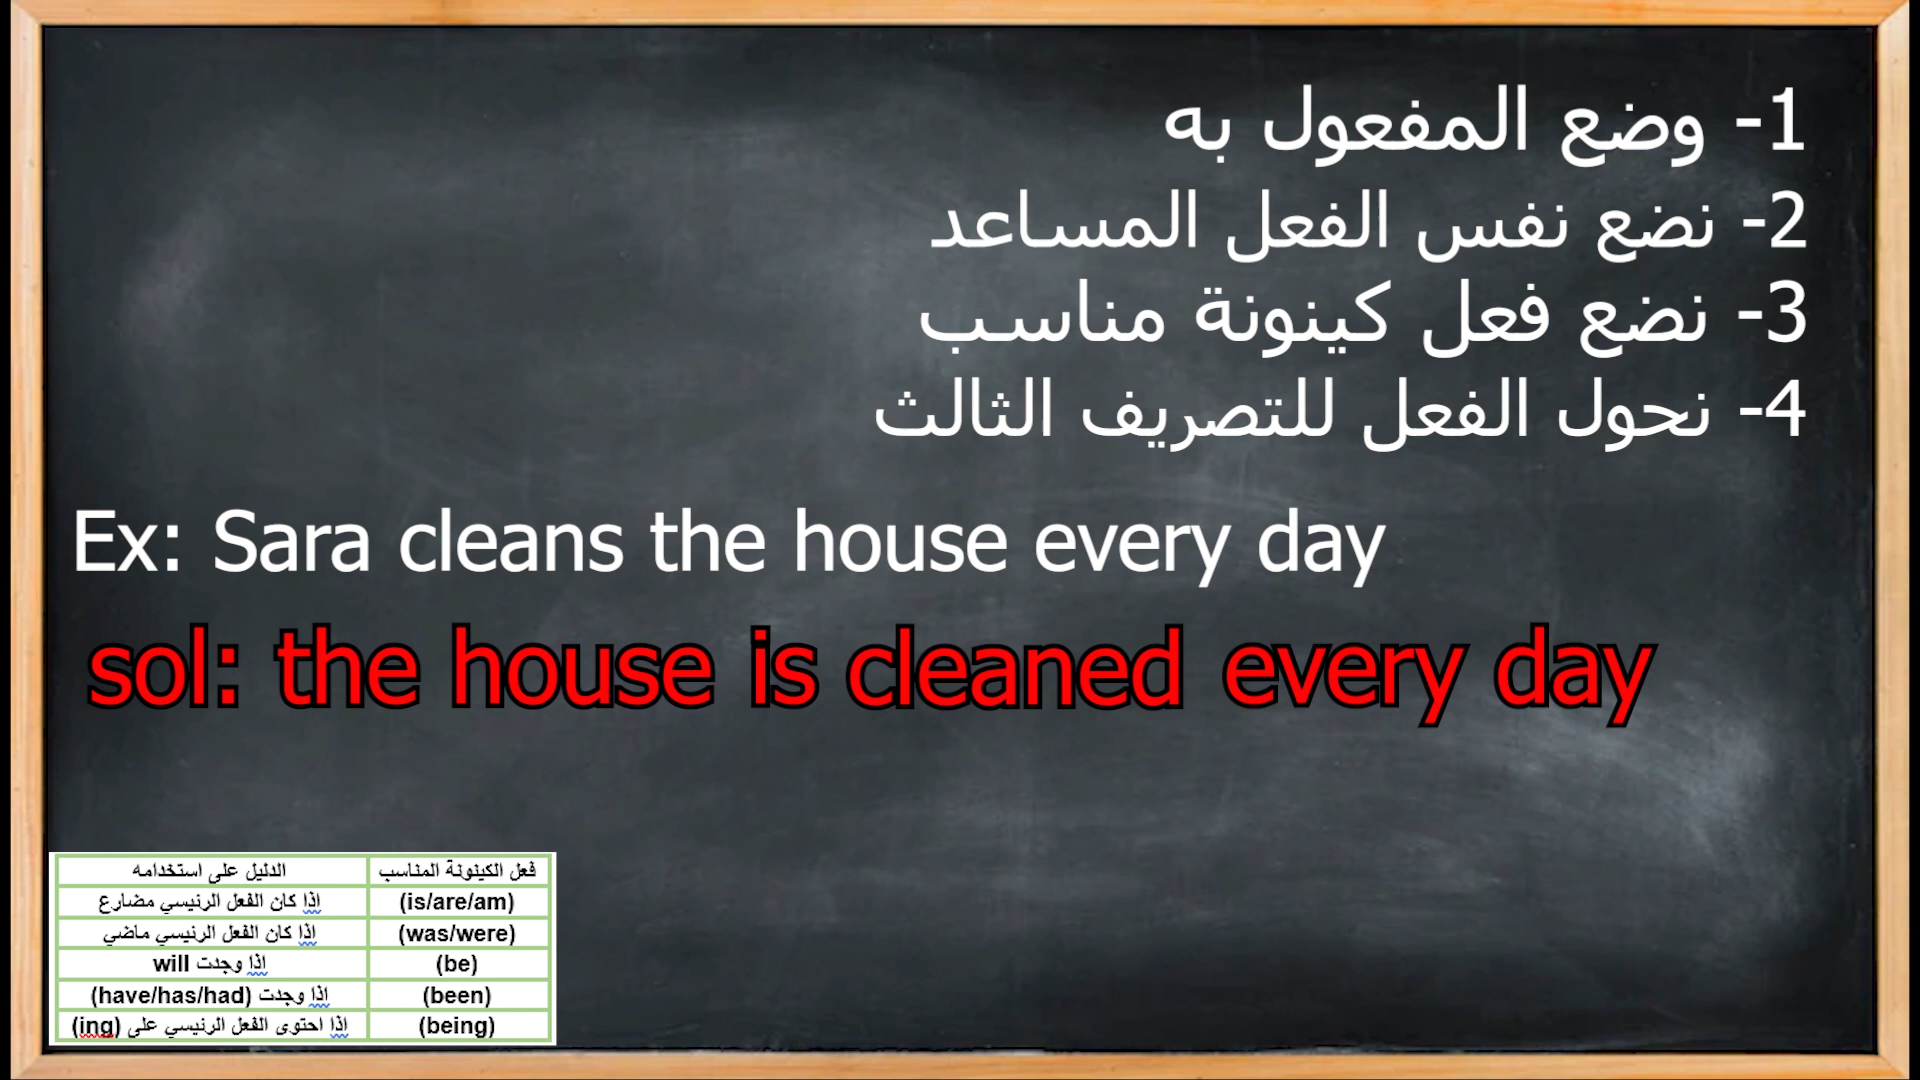 1- وضع المفعول به
2- نضع نفس الفعل المساعد
3- نضع فعل كينونة مناسب
4- نحول الفعل للتصريف الثالث
Ex: Sara cleans the house every day
sol: the house is cleaned every day
فعل الكينونة المناسب الدليل على استخدامه
(is/are/am) اذا كان الفعل الرئيسي مضارع
(was/were) اذا كان الفعل الرئيسي ماضي
(be) اذا وجدت will
(been) اذا وجدت (have/has/had)
(being) اذا احتوى الفعل الرئيسي على (ing)